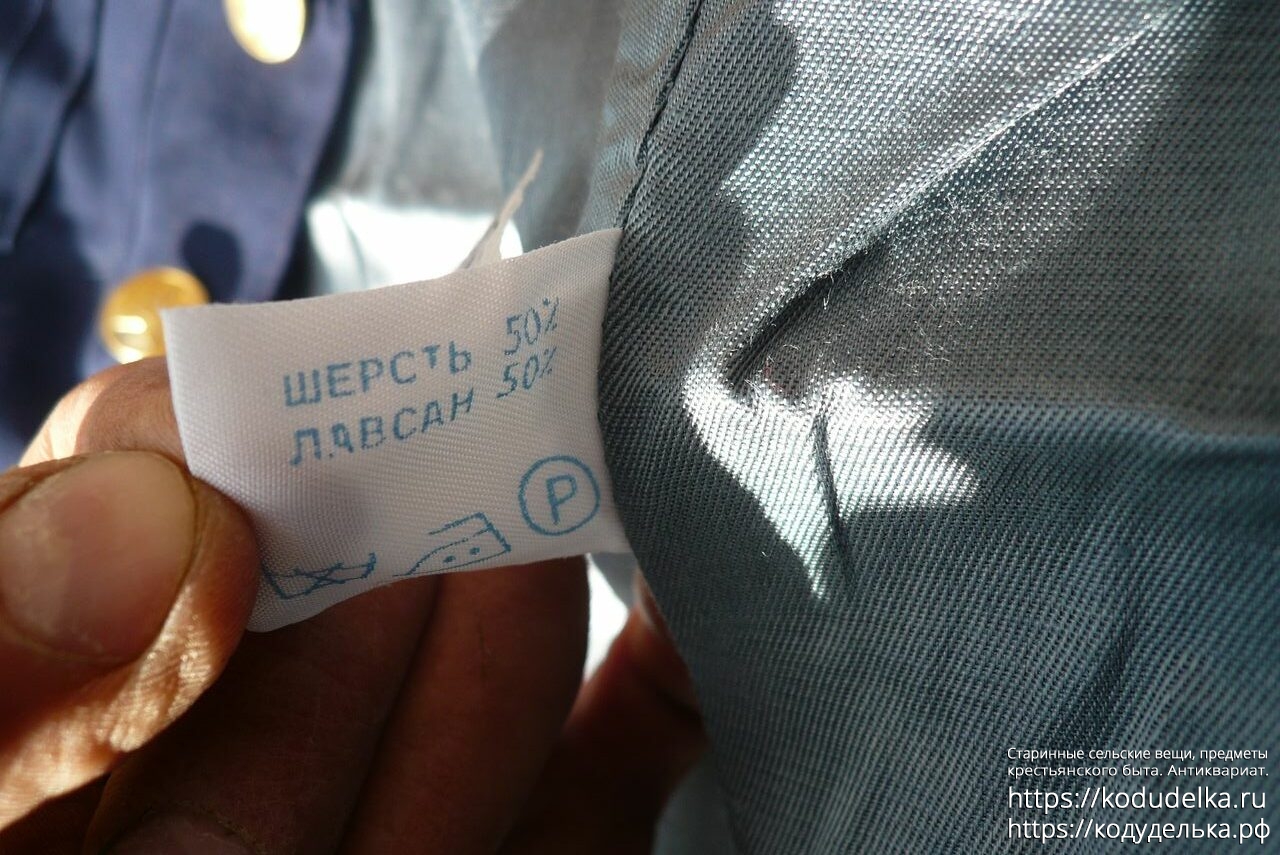 ШЕРСТЬ 50%
ЛАВСАН 50%
P
Старинные сельские вещи, предметы
крестьянского быта. Антиквариат.
https://kodudelka.ru
https://кодуделька.рф